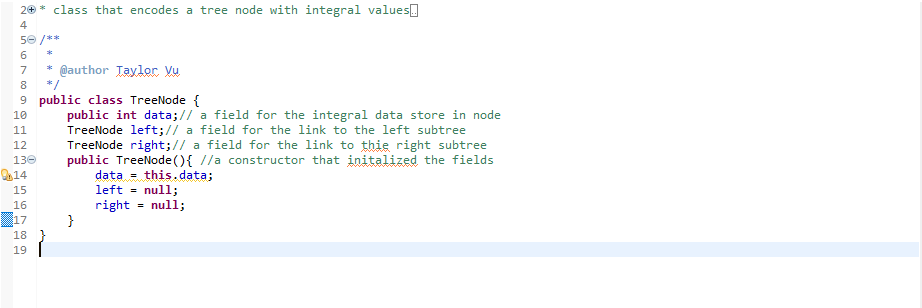 2 * class that encodes a tree node with integral values
4
5 /**
6  *
7  * @author Taylor Vu
8  */
9 public class TreeNode {
10     public int data;// a field for the integral data store in node
11     TreeNode left;// a field for the link to the left subtree
12     TreeNode right;// a field for the link to thie right subtree
13     public TreeNode(){ //a constructor that initalized the fields
14         data = this.data;
15         left = null;
16         right = null;
17     }
18 }
19